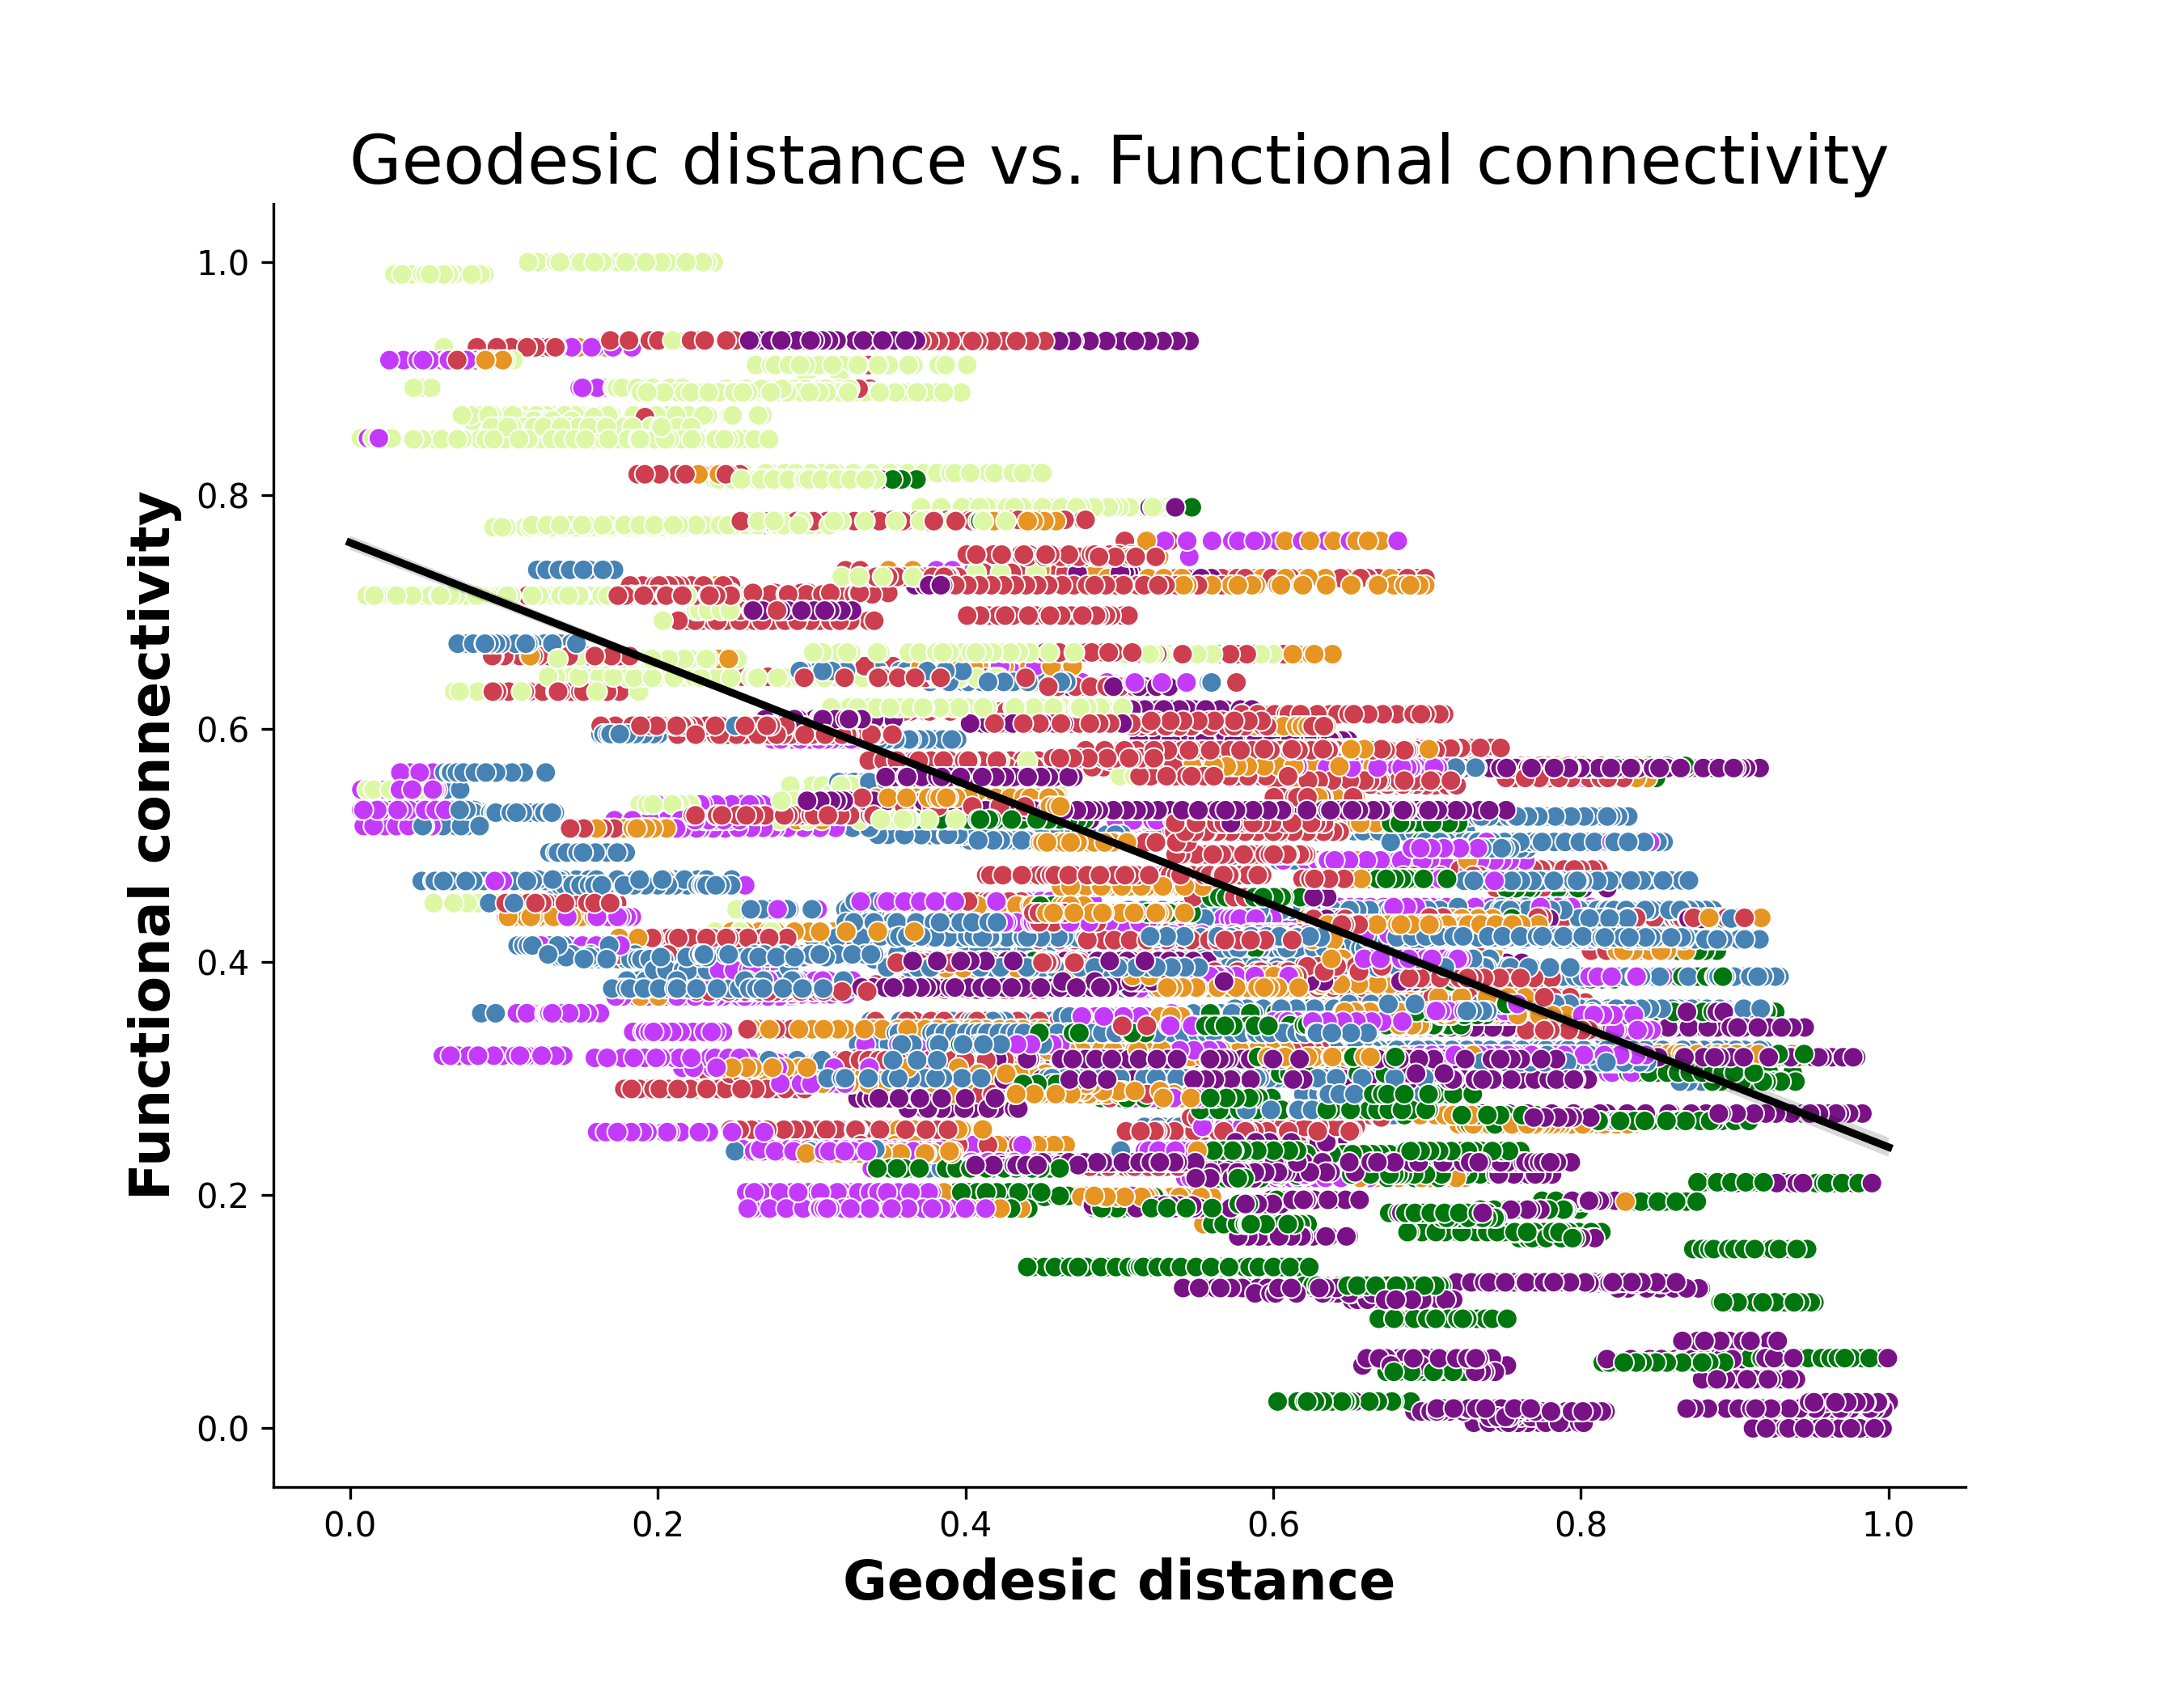 Geodesic distance vs. Functional connectivity
Functional connectivity
1.0
0.8
0.6
0.4
0.2
0.0
0.0 0.2 0.4 0.6 0.8 1.0
Geodesic distance